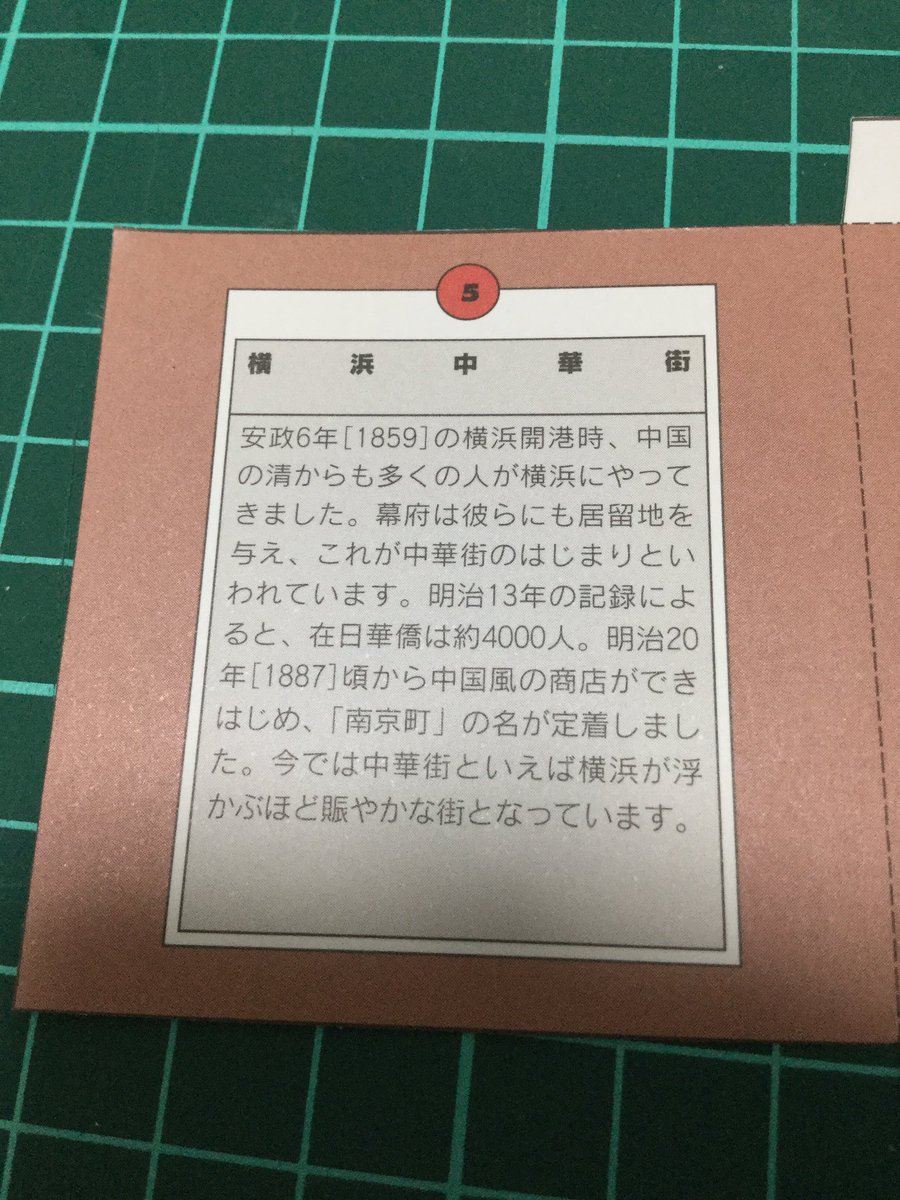 5
横浜中華街
安政6年[1859]の横浜開港時、中国
の清からも多くの人が横浜にやって
きました。幕府は彼らにも居留地を
与え、これが中華街のはじまりとい
われています。明治13年の記録によ
ると、在日華僑は約4000人。明治20
年[1887]頃から中国風の商店ができ
はじめ、「南京町」の名が定着しまし
た。今では中華街といえば横浜が浮
かぶほど賑やかな街となっています。